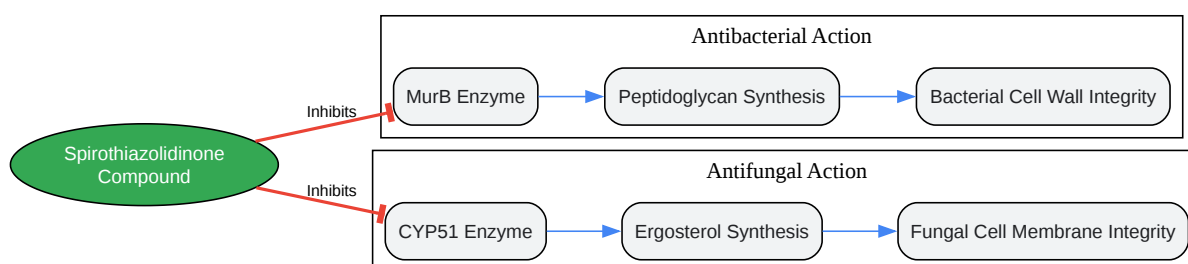 Antibacterial Action
MurB Enzyme
Peptidoglycan Synthesis
Bacterial Cell Wall Integrity
Inhibits
Spirothiazolidinone
Compound
Inhibits
Antifungal Action
CYP51 Enzyme
Ergosterol Synthesis
Fungal Cell Membrane Integrity